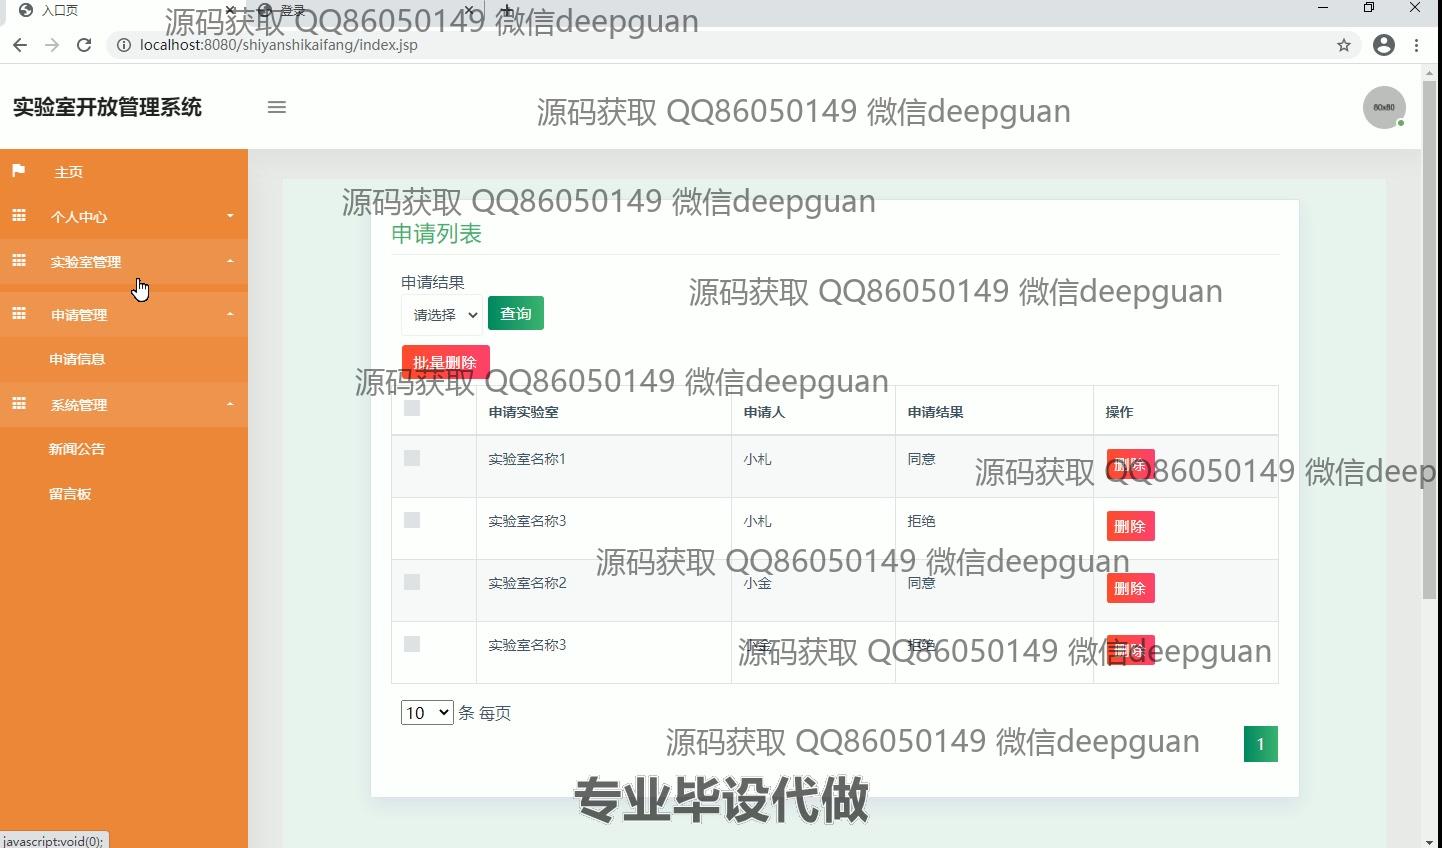 入口页
登录
源码获取 QQ86050149 微信deepguan
localhost:8080/shiyanshikaifang/index.jsp
实验室开放管理系统
源码获取 QQ86050149 微信deepguan
60x60
主页
个人中心
实验室管理
申请管理
申请信息
系统管理
新闻公告
留言板
源码获取 QQ86050149 微信deepguan
申请列表
申请结果
源码获取 QQ86050149 微信deepguan
请选择
查询
批量删除
源码获取 QQ86050149 微信deepguan
申请实验室 申请人 申请结果 操作
实验室名称1 小札 同意 删除
源码获取 QQ86050149 微信deep
实验室名称3 小札 拒绝 删除
源码获取 QQ86050149 微信deepguan
实验室名称2 小金 同意 删除
实验室名称3 小金 拒绝 删除
源码获取 QQ86050149 微信deepguan
10 条 每页
源码获取 QQ86050149 微信deepguan
1
专业毕设代做
javascript:void(0);